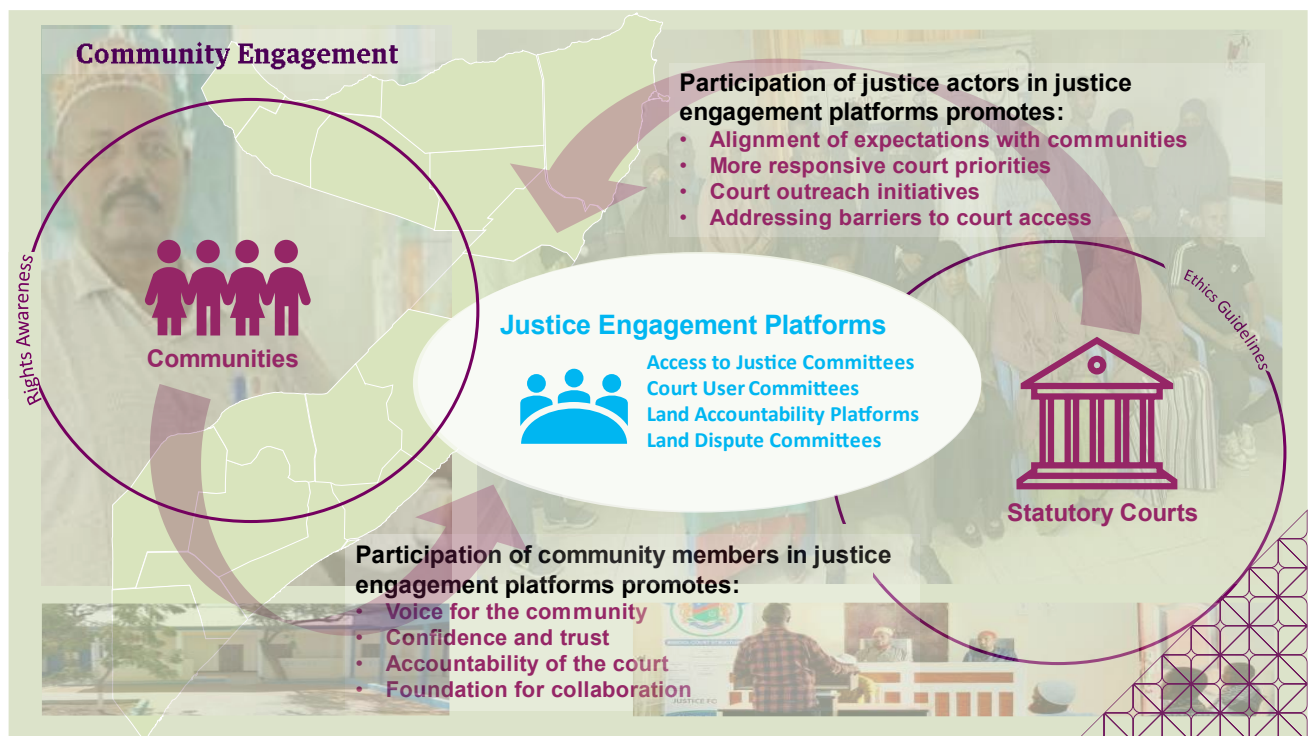 Community Engagement
Participation of justice actors in justice
engagement platforms promotes:
• Alignment of expectations with communities
• More responsive court priorities
• Court outreach initiatives
• Addressing barriers to court access
Rights Awareness
Communities
Justice Engagement Platforms
Access to Justice Committees
Court User Committees
Land Accountability Platforms
Land Dispute Committees
Ethics Guidelines
Statutory Courts
Participation of community members in justice
engagement platforms promotes:
• Voice for the community
• Confidence and trust
• Accountability of the court
• Foundation for collaboration